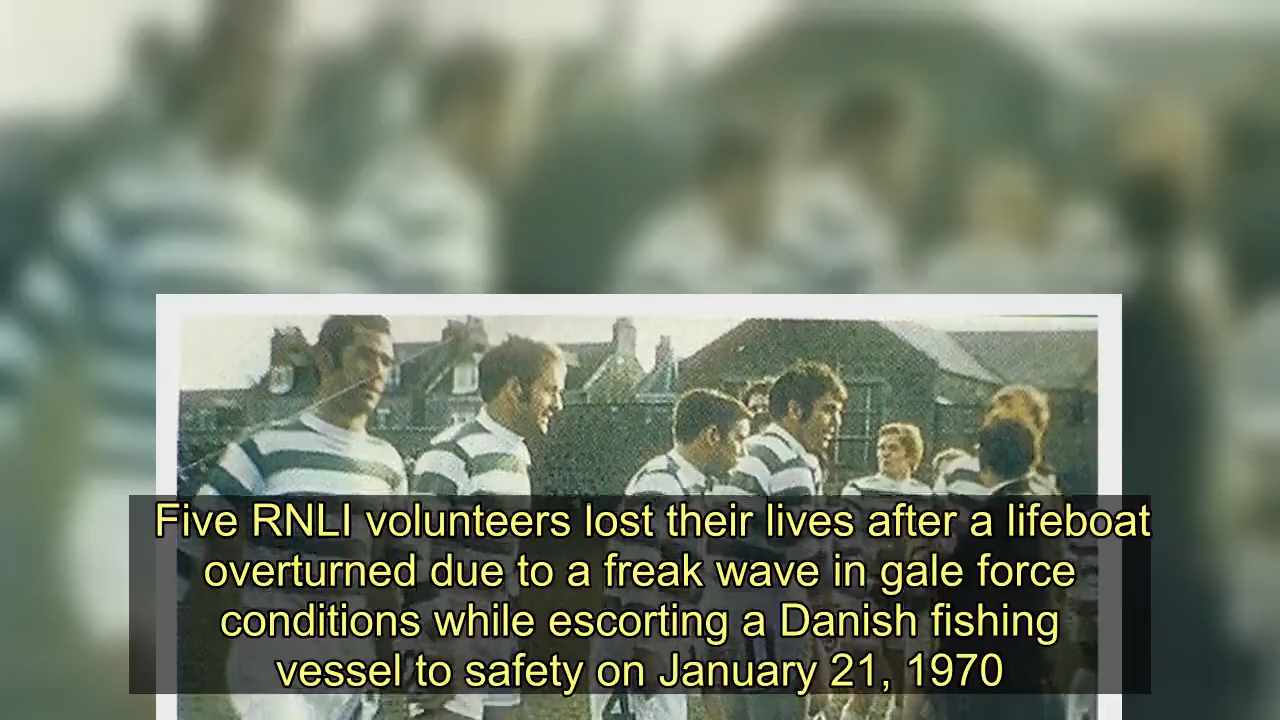 Five RNLI volunteers lost their lives after a lifeboat
overturned due to a freak wave in gale force
conditions while escorting a Danish fishing
vessel to safety on January 21, 1970